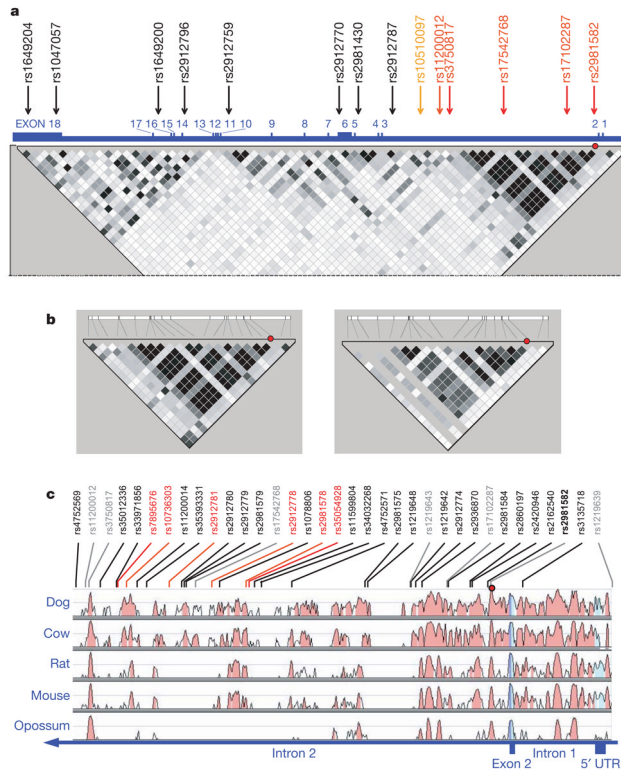 a
rs1649204
rs1047057
rs1649200
rs2912796
rs2912759
rs2912770
rs2981430
rs2912787
rs10510097
rs11200012
rs3750817
rs17542768
rs17102287
rs2981582
EXON 18 17 16 15 14 13 12 11 10 9 8 7 6 5 4 3 2 1
b
c
rs4752569
rs11200012
rs3750817
rs35012336
rs33971856
rs7895676
rs10736303
rs11200014
rs35393331
rs2912781
rs2912780
rs2912779
rs2981579
rs17542768
rs2912778
rs2981578
rs1078806
rs35054928
rs11599804
rs34032268
rs4752571
rs2981575
rs1219648
rs1219643
rs1219642
rs2912774
rs2936870
rs17102287
rs2981584
rs2860197
rs2420946
rs2162540
rs2981582
rs3135718
rs1219639
Dog
Cow
Rat
Mouse
Opossum
Intron 2
Exon 2
Intron 1
5′ UTR